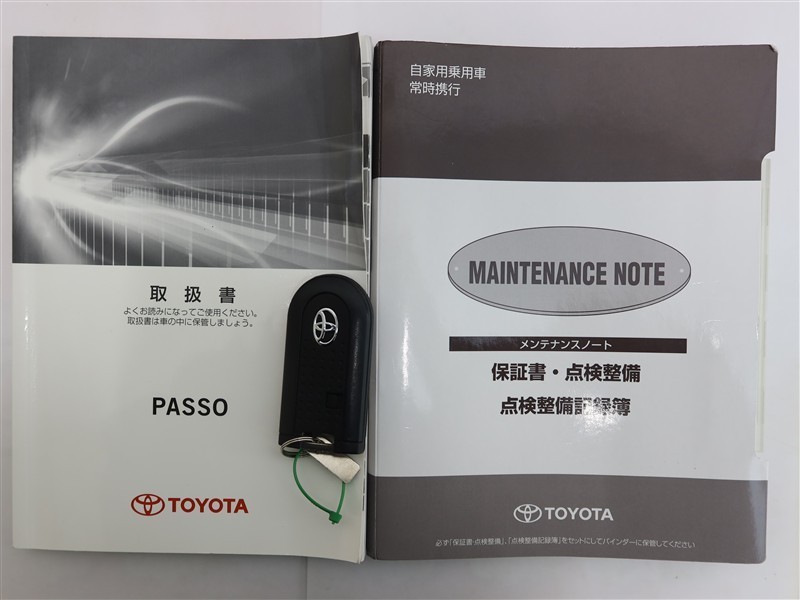 取扱書
よくお読みになってご使用ください。
取扱書は車の中に保管しましょう。
PASSO
TOYOTA
自家用乗用車
常時携行
MAINTENANCE NOTE
メンテナンスノート
保証書・点検整備
点検整備記録簿
TOYOTA
必ず「保証書・点検整備」、「点検整備記録簿」をセットにしてバインダーに保管してください